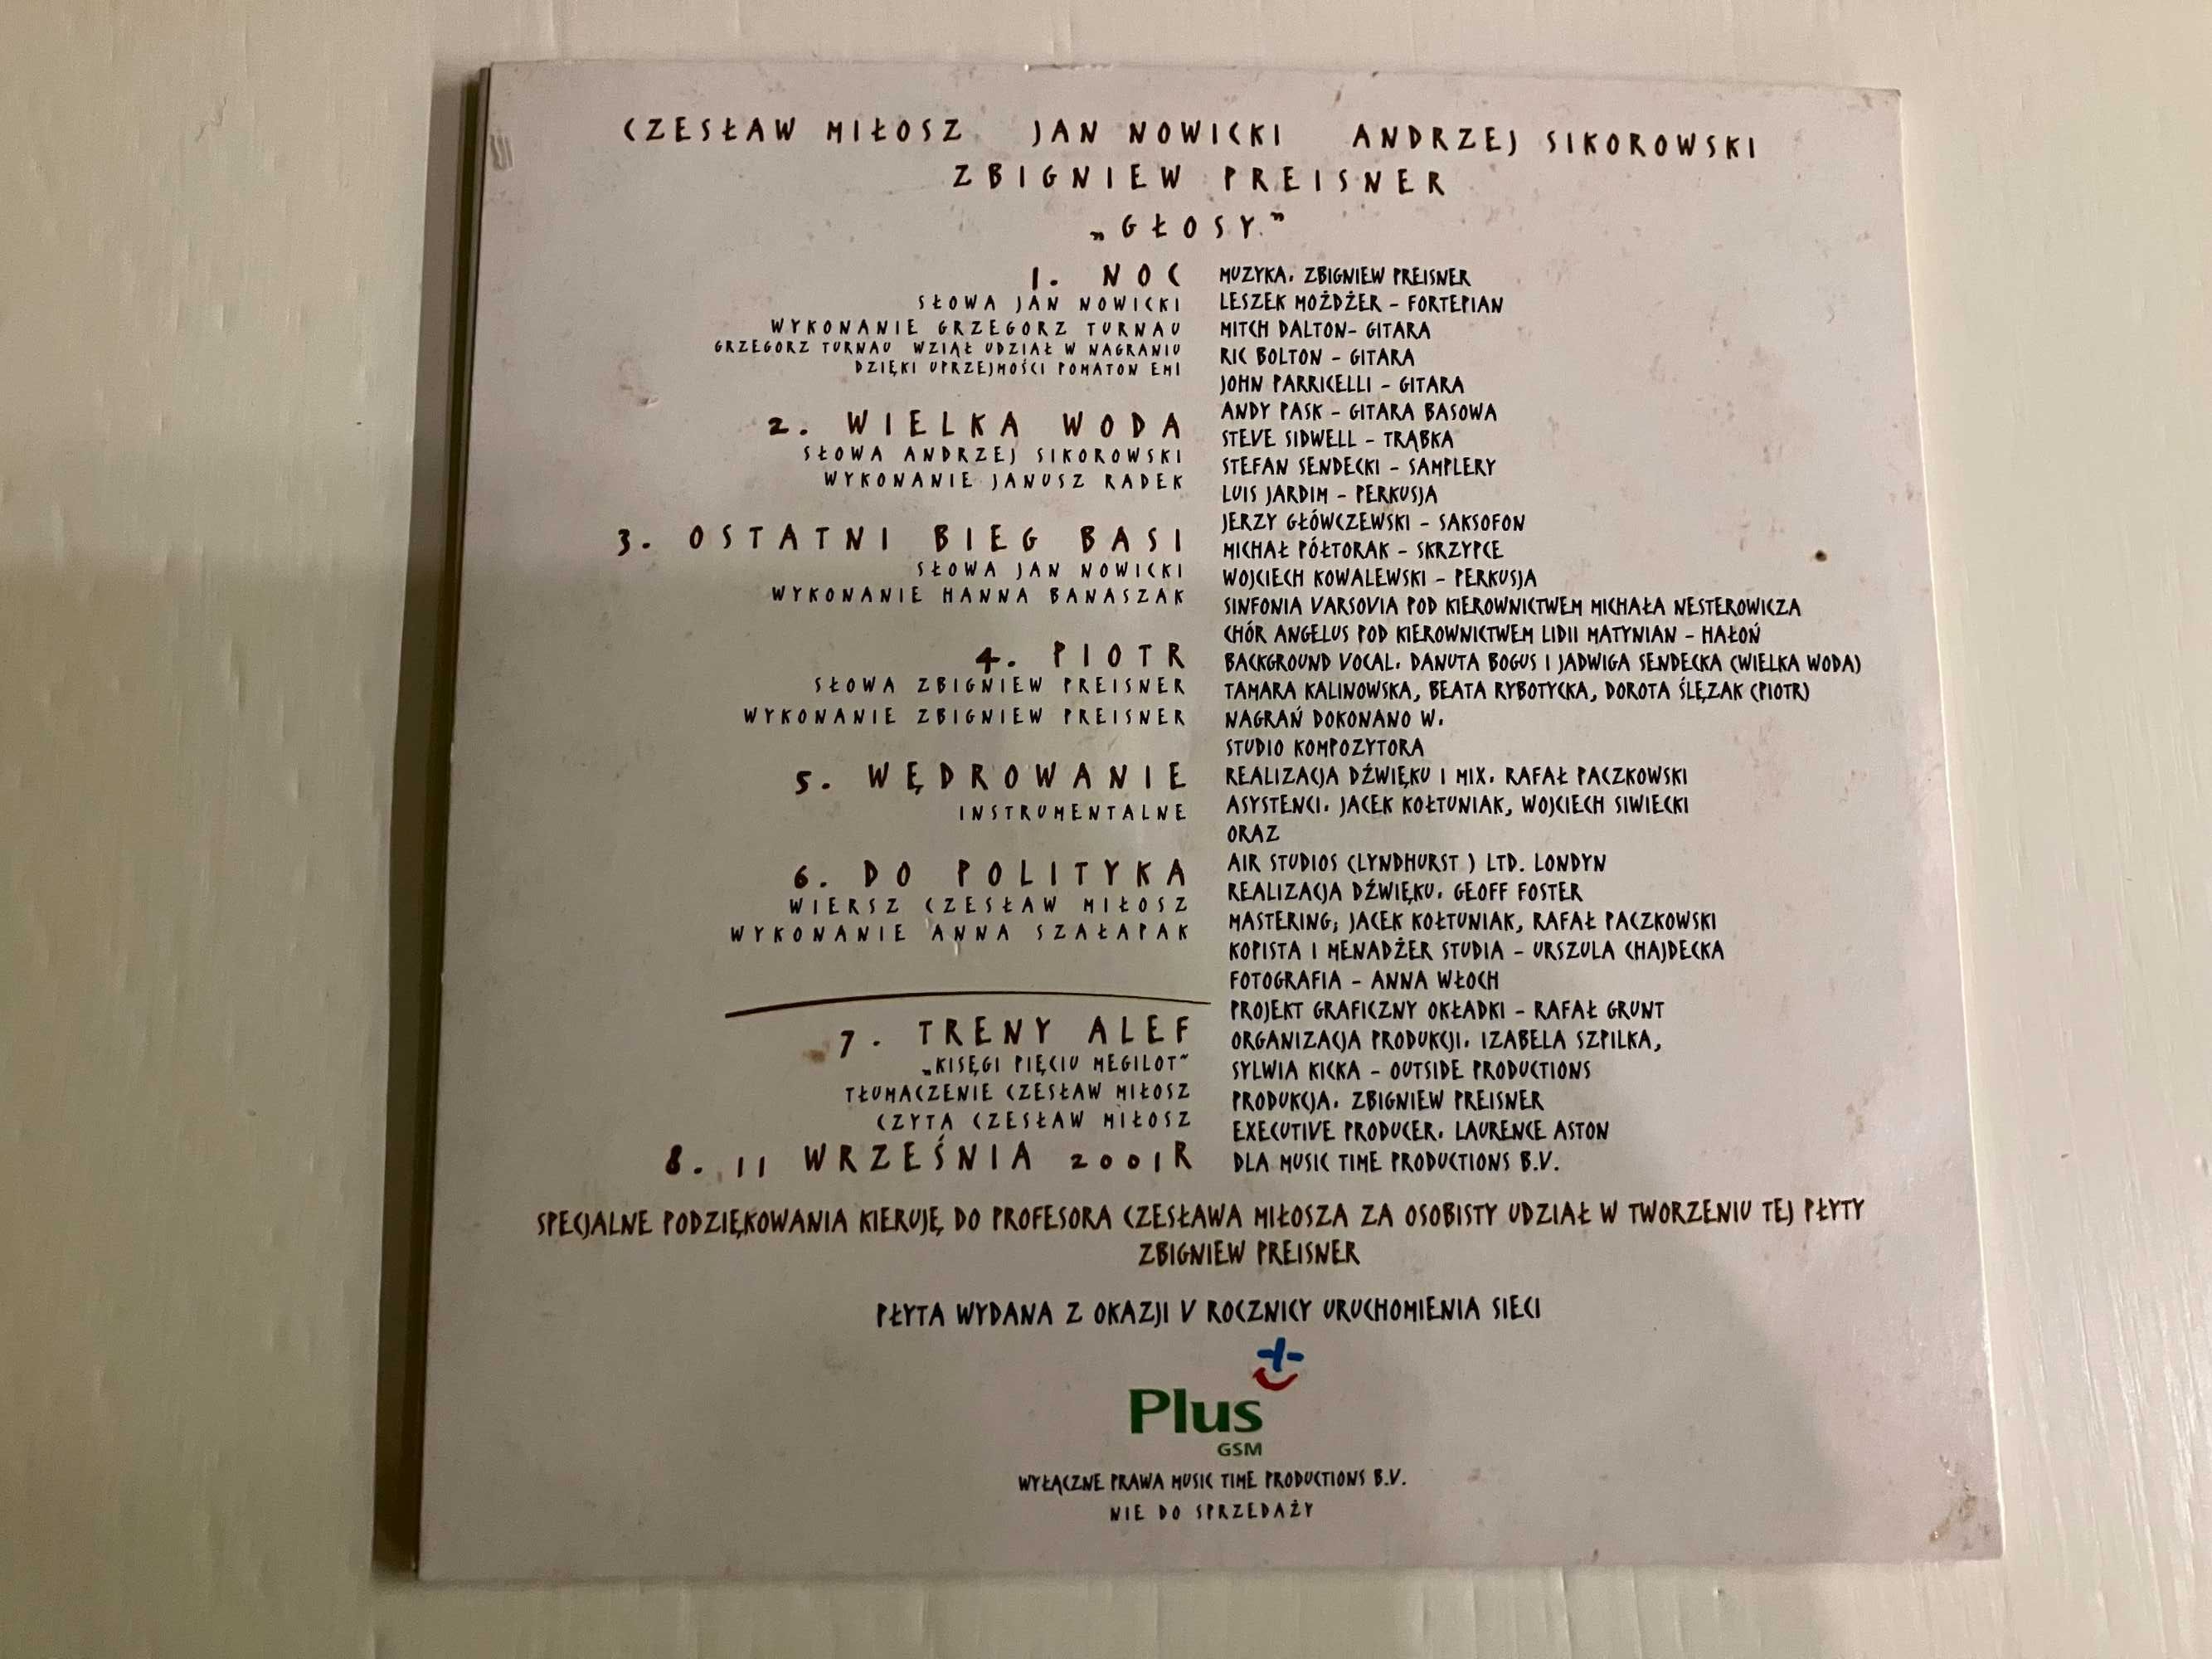 CZESŁAW MIŁOSZ JAN NOWICKI ANDRZEJ SIKOROWSKI
ZBIGNIEW PREISNER
„GŁOSY"
1. NOC
SŁOWA JAN NOWICKI
WYKONANIE GRZEGORZ TURNAU
GRZEGORZ TURNAU WZIĄŁ UDZIAŁ W NAGRANIU
DZIĘKI UPRZEJMOŚCI POMATON EMI
2. WIELKA WODA
SŁOWA ANDRZEJ SIKOROWSKI
WYKONANIE JANUSZ RADEK
3. OSTATNI BIEG BASI
SŁOWA JAN NOWICKI
WYKONANIE HANNA BANASZAK
4. PIOTR
SŁOWA ZBIGNIEW PREISNER
WYKONANIE ZBIGNIEW PREISNER
5. WĘDROWANIE
INSTRUMENTALNE
6. DO POLITYKA
WIERSZ CZESŁAW MIŁOSZ
WYKONANIE ANNA SZAŁAPAK
7. TRENY ALEF
„KISĘGI PIĘCIU MEGILOT"
TŁUMACZENIE CZESŁAW MIŁOSZ
CZYTA CZESŁAW MIŁOSZ
8. 11 WRZEŚNIA 2001R
MUZYKA: ZBIGNIEW PREISNER
LESZEK MOŻDŻER - FORTEPIAN
MITCH DALTON- GITARA
RIC BOLTON - GITARA
JOHN PARRICELLI - GITARA
ANDY PASK - GITARA BASOWA
STEVE SIDWELL - TRĄBKA
STEFAN SENDECKI - SAMPLERY
LUIS JARDIM - PERKUSJA
JERZY GŁÓWCZEWSKI - SAKSOFON
MICHAŁ PÓŁTORAK - SKRZYPCE
WOJCIECH KOWALEWSKI - PERKUSJA
SINFONIA VARSOVIA POD KIEROWNICTWEM MICHAŁA NESTEROWICZA
CHÓR ANGELUS POD KIEROWNICTWEM LIDII MATYNIAN - HAŁOŃ
BACKGROUND VOCAL: DANUTA BOGUS I JADWIGA SENDECKA (WIELKA WODA)
TAMARA KALINOWSKA, BEATA RYBOTYCKA, DOROTA ŚLĘZAK (PIOTR)
NAGRAŃ DOKONANO W:
STUDIO KOMPOZYTORA
REALIZACJA DŹWIĘKU I MIX: RAFAŁ PACZKOWSKI
ASYSTENCI: JACEK KOŁTUNIAK, WOJCIECH SIWIECKI
ORAZ
AIR STUDIOS (LYNDHURST ) LTD. LONDYN
REALIZACJA DŹWIĘKU: GEOFF FOSTER
MASTERING; JACEK KOŁTUNIAK, RAFAŁ PACZKOWSKI
KOPISTA I MENADŻER STUDIA - URSZULA CHAJDECKA
FOTOGRAFIA - ANNA WŁOCH
PROJEKT GRAFICZNY OKŁADKI - RAFAŁ GRUNT
ORGANIZACJA PRODUKCJI: IZABELA SZPILKA,
SYLWIA KICKA - OUTSIDE PRODUCTIONS
PRODUKCJA: ZBIGNIEW PREISNER
EXECUTIVE PRODUCER: LAURENCE ASTON
DLA MUSIC TIME PRODUCTIONS B.V.
SPECJALNE PODZIĘKOWANIA KIERUJĘ DO PROFESORA CZESŁAWA MIŁOSZA ZA OSOBISTY UDZIAŁ W TWORZENIU TEJ PŁYTY
ZBIGNIEW PREISNER
PŁYTA WYDANA Z OKAZJI V ROCZNICY URUCHOMIENIA SIECI
Plus
GSM
WYŁĄCZNE PRAWA MUSIC TIME PRODUCTIONS B.V.
NIE DO SPRZEDAŻY